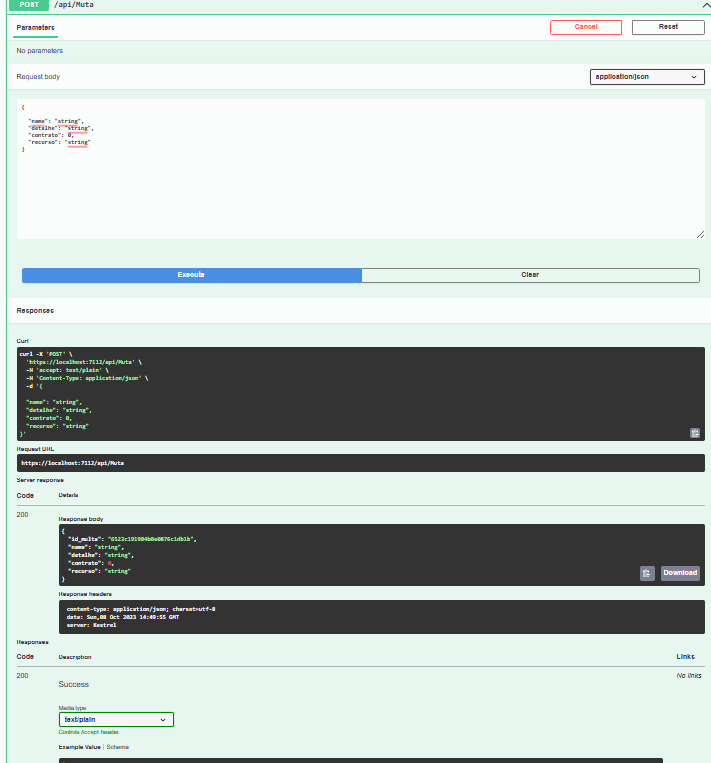 POST /api/Muta
Parameters
Cancel
Reset
No parameters
Request body
application/json
{
"name": "string",
"detalhe": "string",
"contrato": 0,
"recurso": "string"
}
Execute
Clear
Responses
Curl
curl -X 'POST' \
'https://localhost:7112/api/Muta' \
-H 'accept: text/plain' \
-H 'Content-Type: application/json' \
-d '{
"name": "string",
"detalhe": "string",
"contrato": 0,
"recurso": "string"
}'
Request URL
https://localhost:7112/api/Muta
Server response
Code Details
200
Response body
{
"id_multa": "6522c191984b0e0876c1db1b",
"name": "string",
"detalhe": "string",
"contrato": 0,
"recurso": "string"
}
Download
Response headers
content-type: application/json; charset=utf-8
date: Sun,08 Oct 2023 14:49:55 GMT
server: Kestrel
Responses
Code Description Links
200
Success
No links
Media type
text/plain
Controls Accept header.
Example Value | Schema